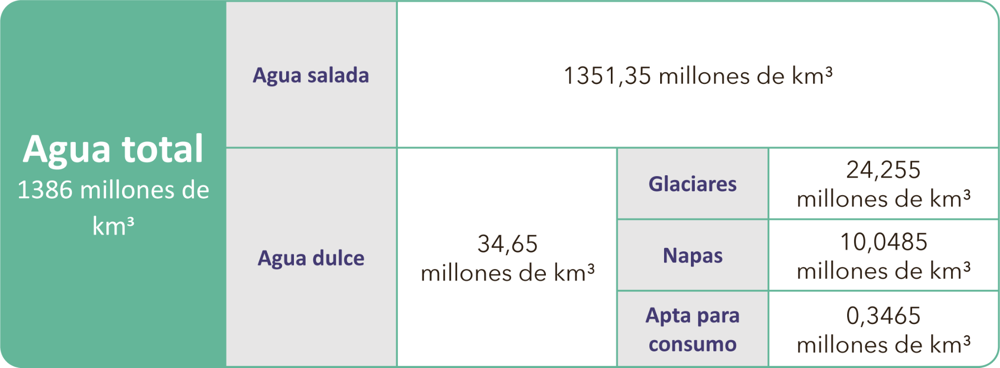 Agua total
1386 millones de
km³
Agua salada
1351,35 millones de km³
Agua dulce
34,65
millones de km³
Glaciares
24,255
millones de km³
Napas
10,0485
millones de km³
Apta para
consumo
0,3465
millones de km³